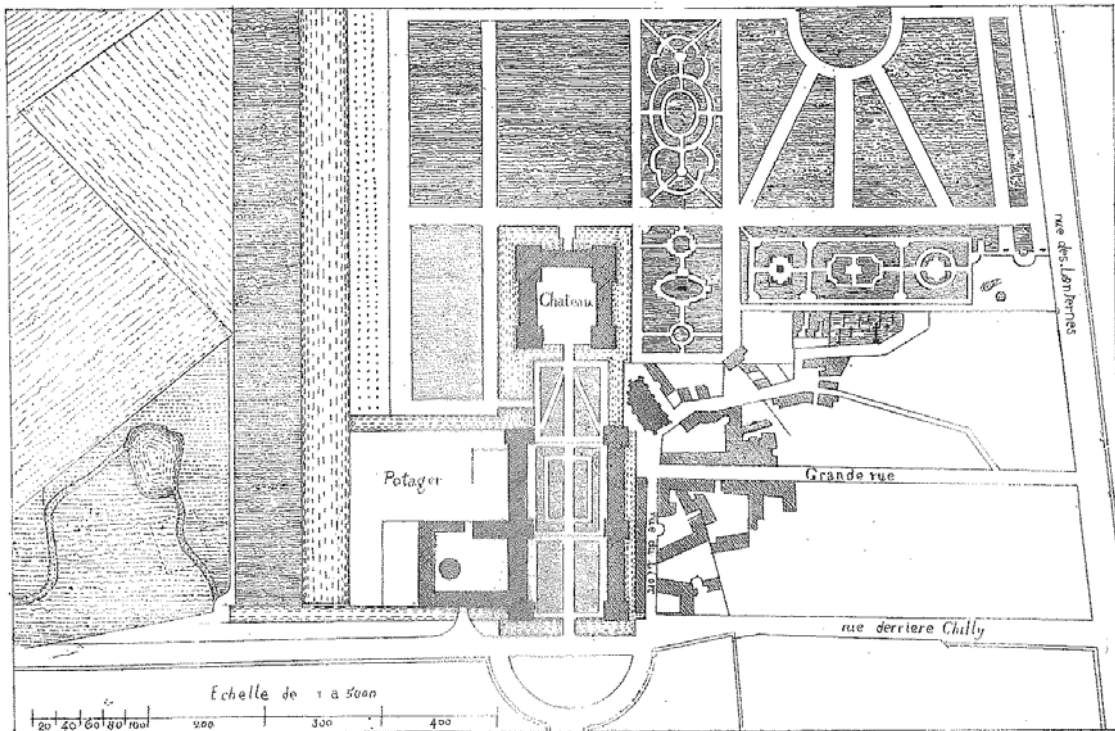 rue des Lanternes
Chateau
Potager
Grande rue
rue derriere Chilly
Echelle de 1 a 5000
20 40 60 80 100 200 300 400